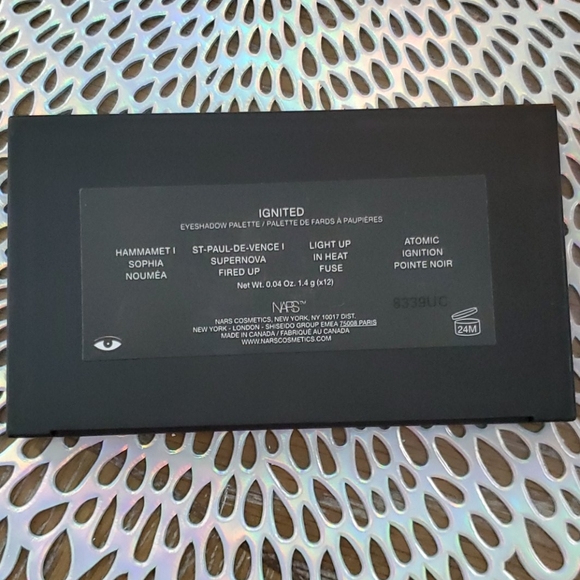 IGNITED
EYESHADOW PALETTE / PALETTE DE FARDS À PAUPIÈRES
HAMMAMET I
SOPHIA
NOUMÉA
ST-PAUL-DE-VENCE I
SUPERNOVA
FIRED UP
LIGHT UP
IN HEAT
FUSE
ATOMIC
IGNITION
POINTE NOIR
Net Wt. 0.04 Oz. 1.4 g (x12)
NARS™
NARS COSMETICS, NEW YORK, NY 10017 DIST.
NEW YORK - LONDON - SHISEIDO GROUP EMEA 75008 PARIS
MADE IN CANADA / FABRIQUÉ AU CANADA
WWW.NARSCOSMETICS.COM
24M